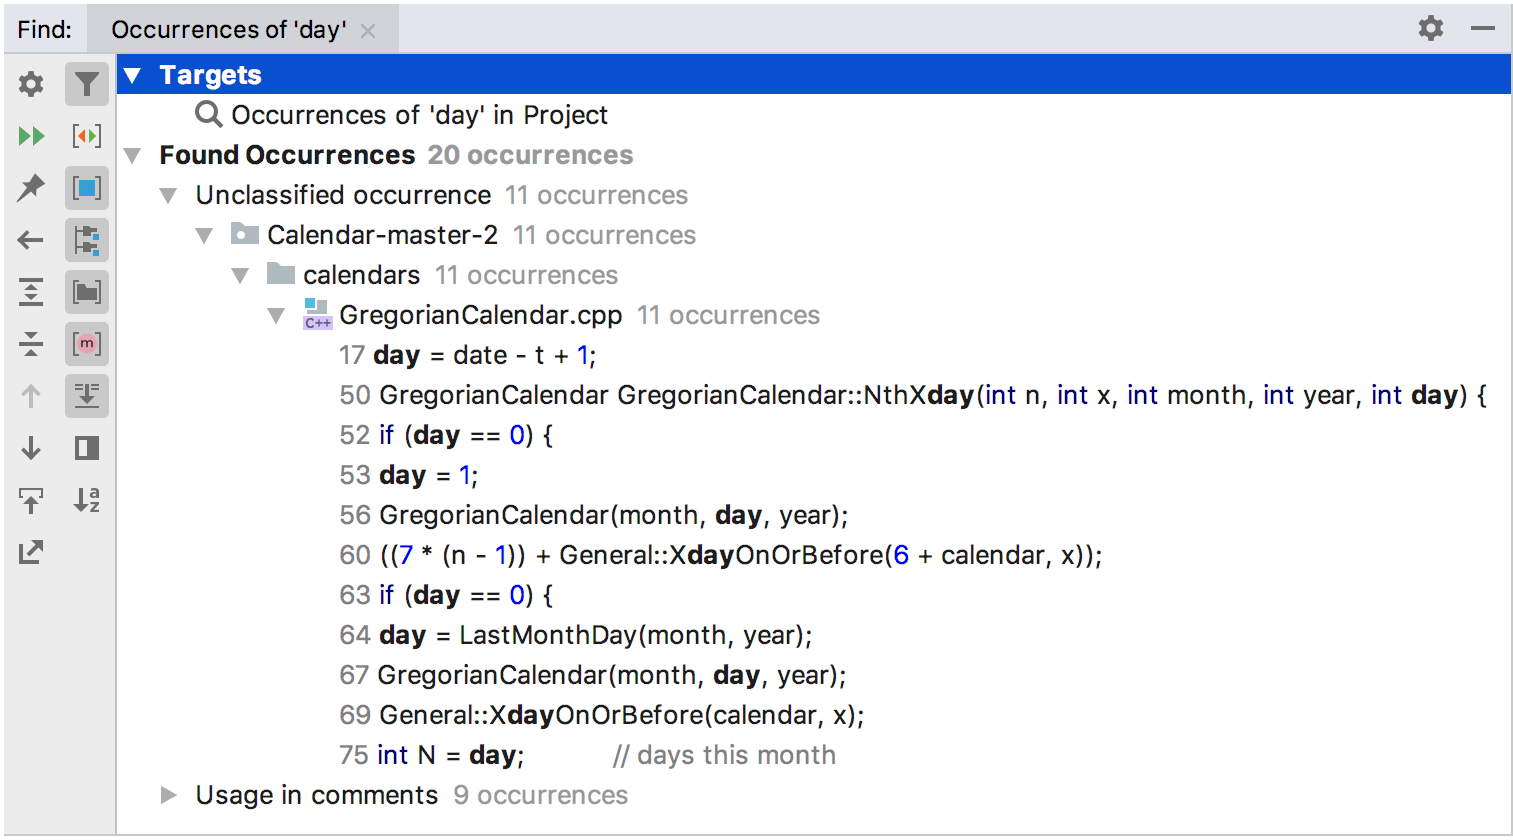 Find: Occurrences of 'day'
Targets
Occurrences of 'day' in Project
Found Occurrences 20 occurrences
Unclassified occurrence 11 occurrences
Calendar-master-2 11 occurrences
calendars 11 occurrences
C++ GregorianCalendar.cpp 11 occurrences
17 day = date - t + 1;
50 GregorianCalendar GregorianCalendar::NthXday(int n, int x, int month, int year, int day) {
52 if (day == 0) {
53 day = 1;
56 GregorianCalendar(month, day, year);
60 ((7 * (n - 1)) + General::XdayOnOrBefore(6 + calendar, x));
63 if (day == 0) {
64 day = LastMonthDay(month, year);
67 GregorianCalendar(month, day, year);
69 General::XdayOnOrBefore(calendar, x);
75 int N = day; // days this month
Usage in comments 9 occurrences
m
a
z